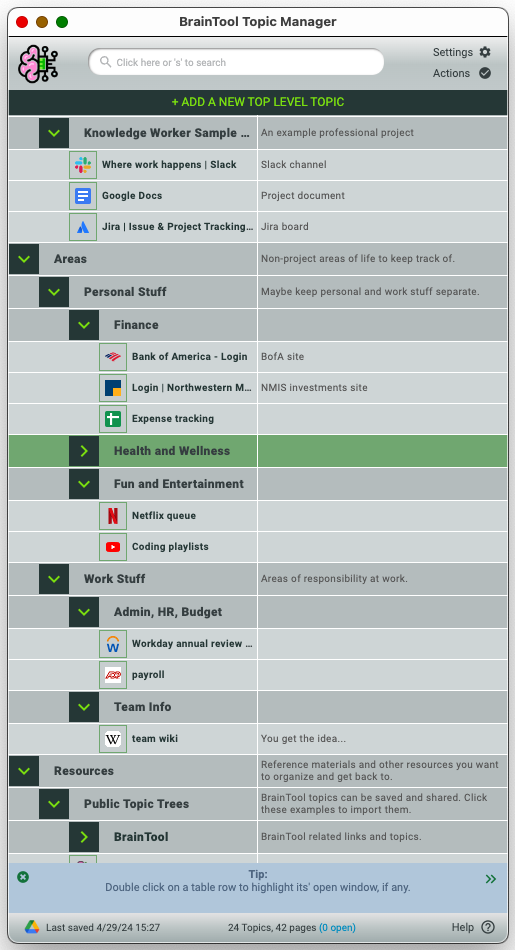 BrainTool Topic Manager
Click here or 's' to search
Settings
Actions
+ ADD A NEW TOP LEVEL TOPIC
Knowledge Worker Sample ...
An example professional project
Where work happens | Slack
Slack channel
Google Docs
Project document
Jira | Issue & Project Tracking...
Jira board
Areas
Non-project areas of life to keep track of.
Personal Stuff
Maybe keep personal and work stuff separate.
Finance
Bank of America - Login
BofA site
Login | Northwestern M...
NMIS investments site
Expense tracking
Health and Wellness
Fun and Entertainment
N
Netflix queue
Coding playlists
Work Stuff
Areas of responsibility at work.
Admin, HR, Budget
W
Workday annual review ...
ADP
payroll
Team Info
W
team wiki
You get the idea...
Resources
Reference materials and other resources you want
to organize and get back to.
Public Topic Trees
BrainTool topics can be saved and shared. Click
these examples to import them.
BrainTool
BrainTool related links and topics.
Tip:
Double click on a table row to highlight its' open window, if any.
Last saved 4/29/24 15:27
24 Topics, 42 pages (0 open)
Help ?